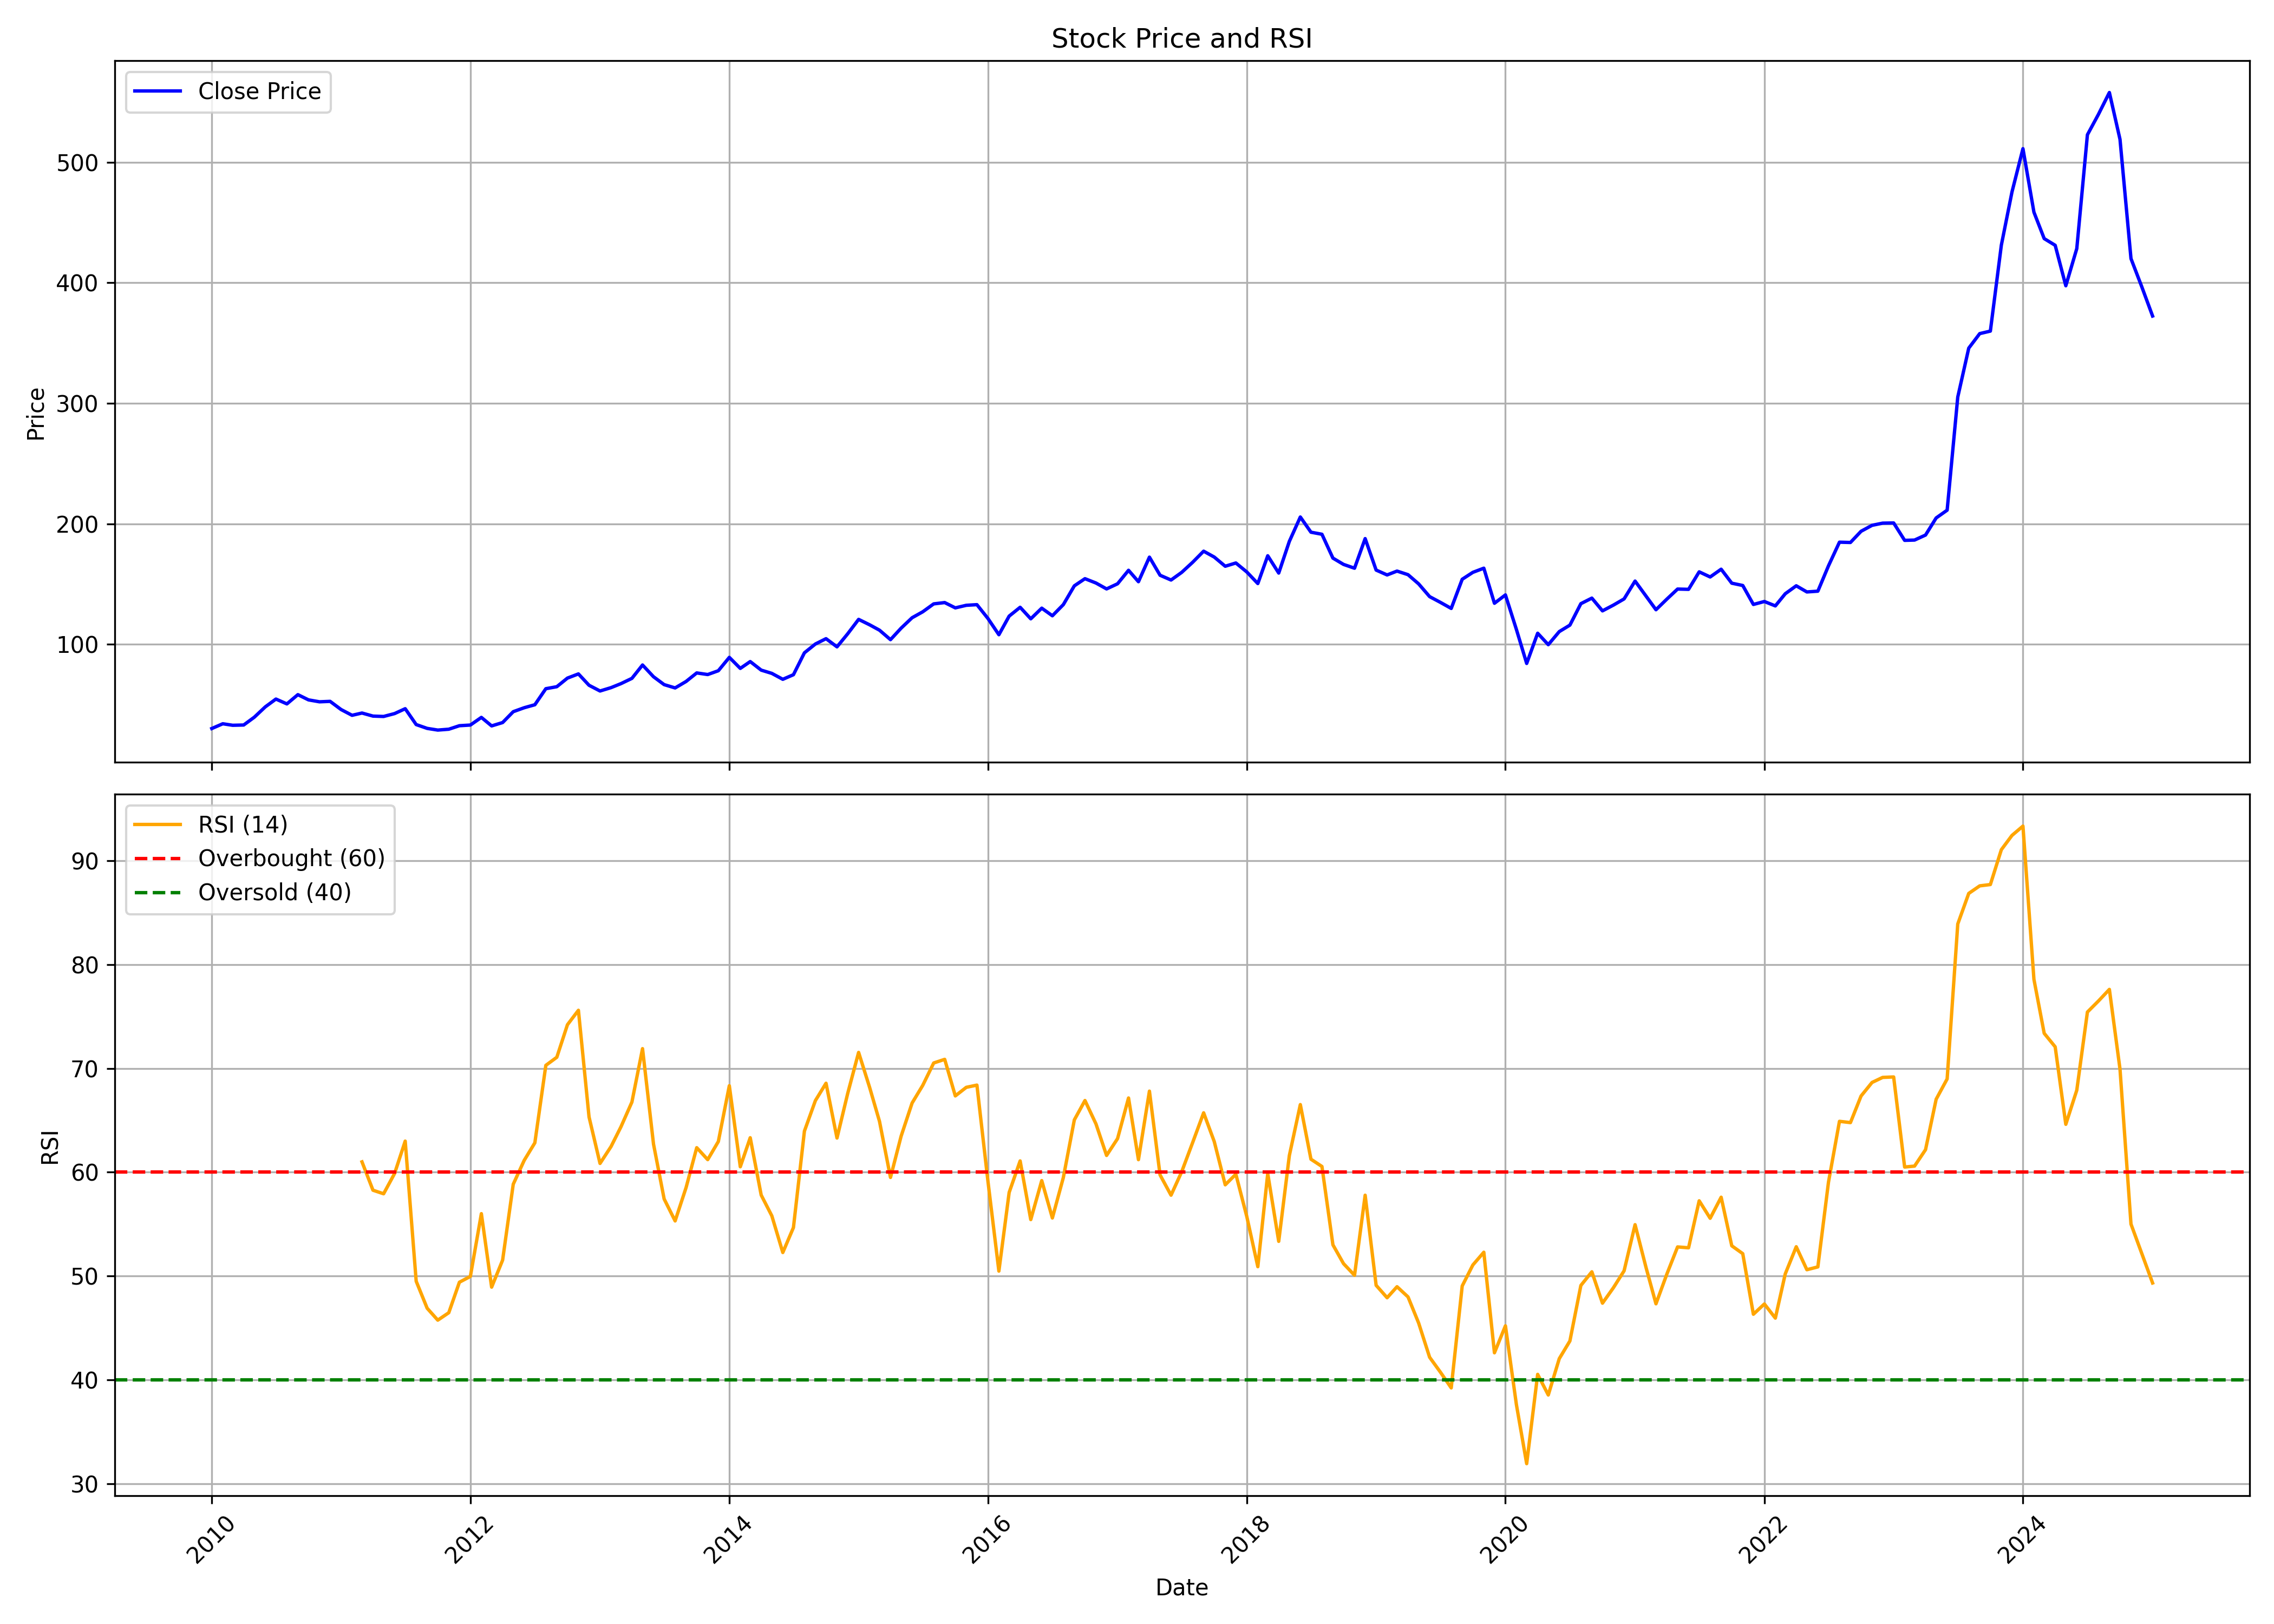 Stock Price and RSI
Close Price
Price
500
400
300
200
100
RSI (14)
Overbought (60)
Oversold (40)
RSI
90
80
70
60
50
40
30
2010
2012
2014
2016
2018
2020
2022
2024
Date